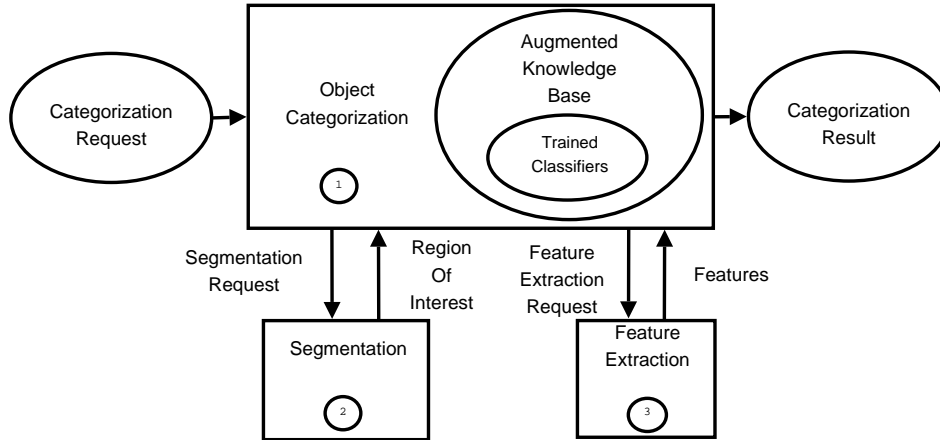 Categorization
Request
Object
Categorization
1
Augmented
Knowledge
Base
Trained
Classifiers
Categorization
Result
Segmentation
Request
Region
Of
Interest
Feature
Extraction
Request
Features
Segmentation
2
Feature
Extraction
3